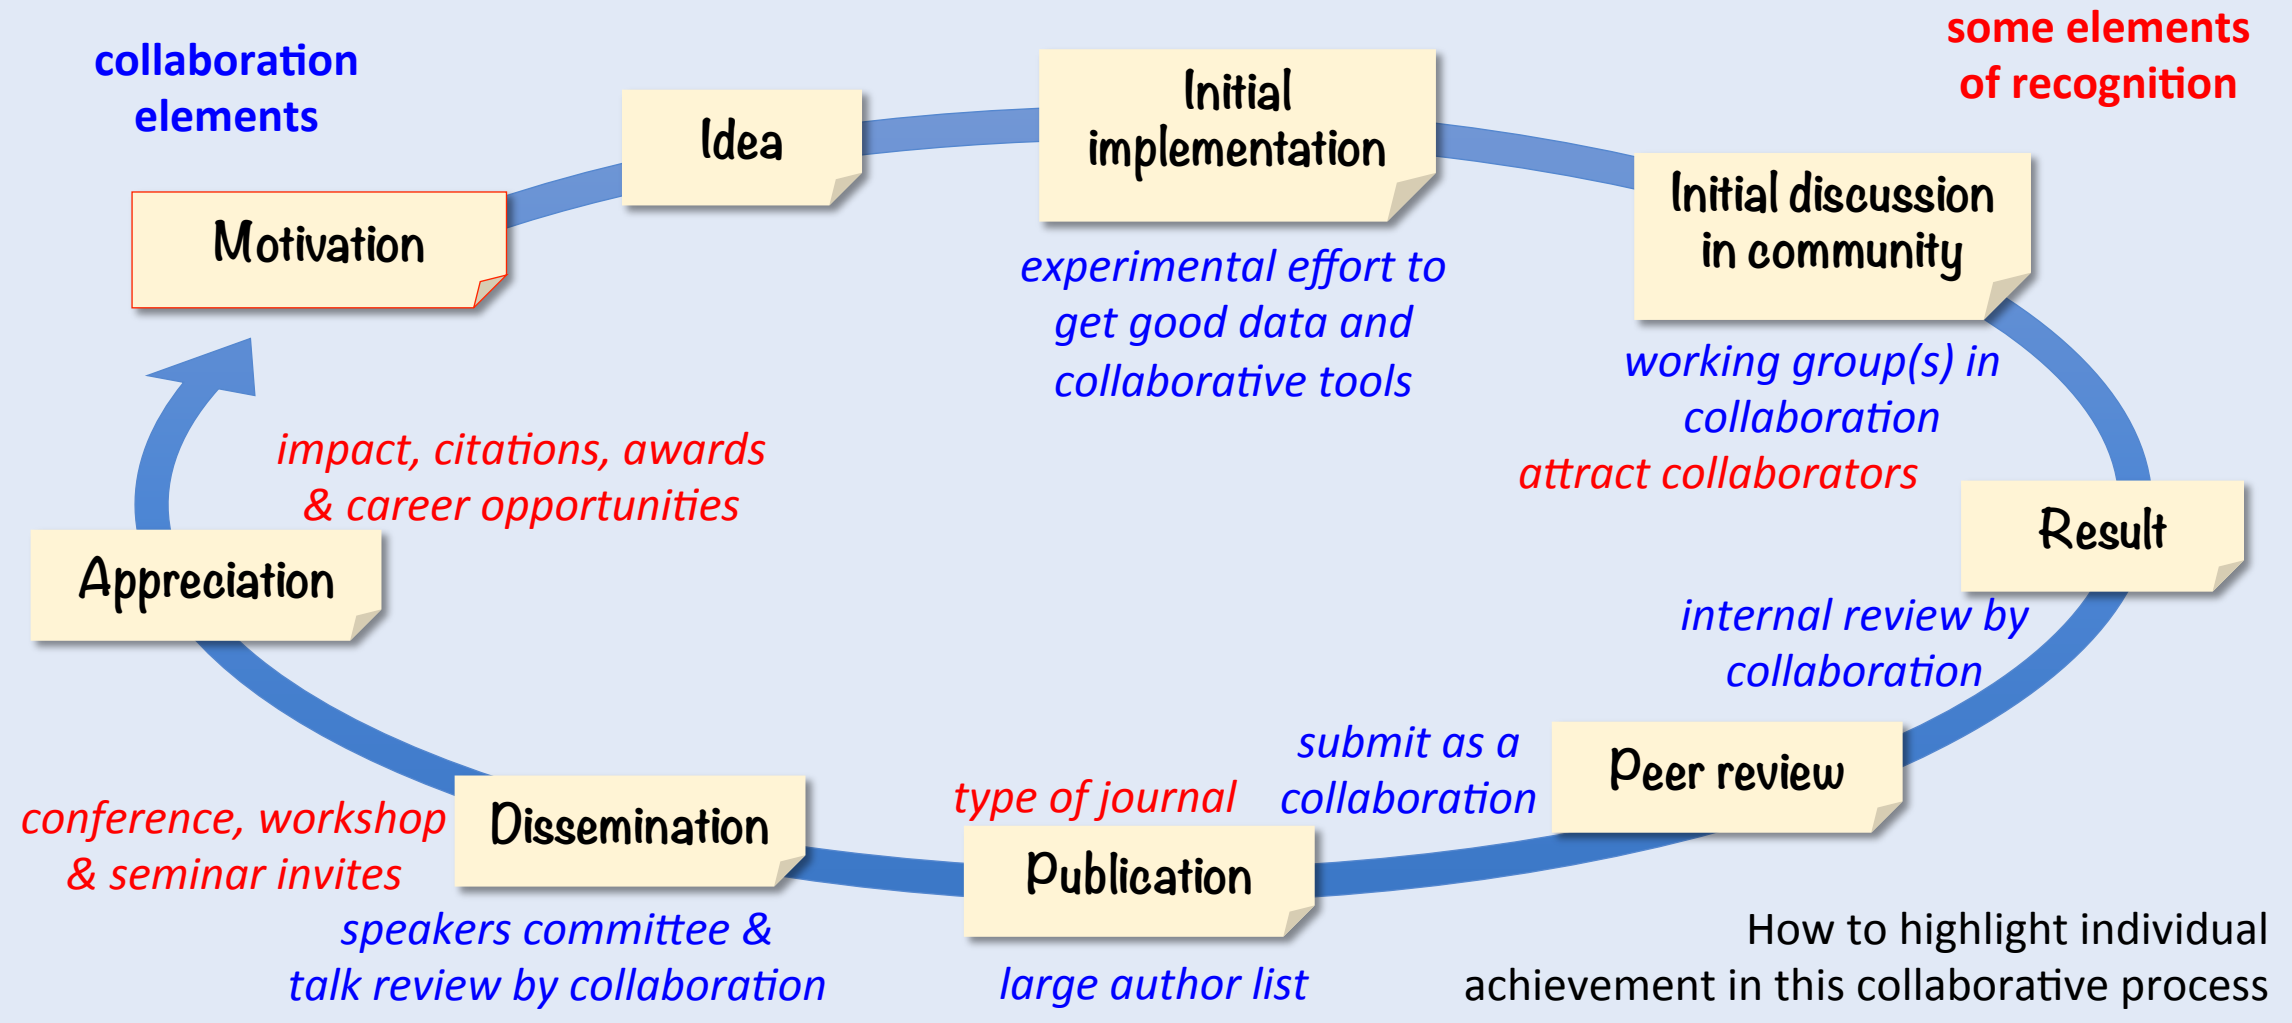 collaboration
elements
some elements
of recognition
Motivation
Idea
Initial
implementation
experimental effort to
get good data and
collaborative tools
Initial discussion
in community
working group(s) in
collaboration
attract collaborators
Result
internal review by
collaboration
Peer review
submit as a
collaboration
type of journal
Publication
large author list
Dissemination
conference, workshop
& seminar invites
speakers committee &
talk review by collaboration
Appreciation
impact, citations, awards
& career opportunities
How to highlight individual
achievement in this collaborative process